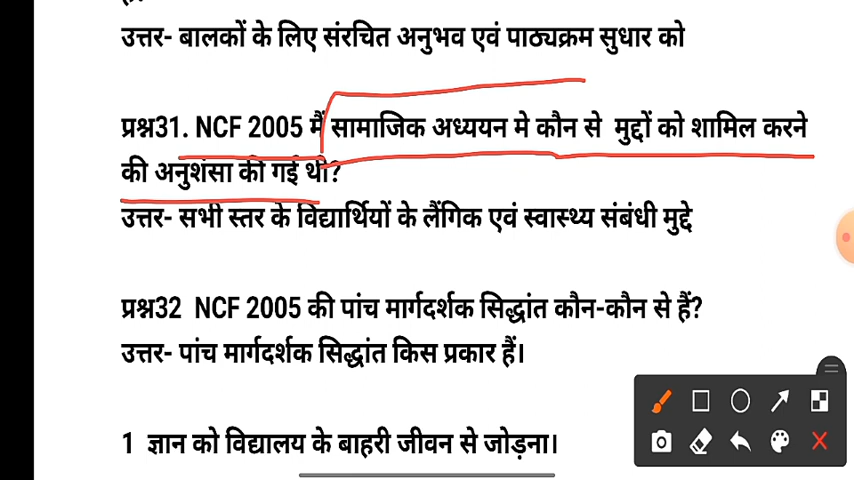 उत्तर- बालकों के लिए संरचित अनुभव एवं पाठ्यक्रम सुधार को
प्रश्न31. NCF 2005 में सामाजिक अध्ययन मे कौन से मुद्दों को शामिल करने
की अनुशंसा की गई थी?
उत्तर- सभी स्तर के विद्यार्थियों के लैंगिक एवं स्वास्थ्य संबंधी मुद्दे
प्रश्न32 NCF 2005 की पांच मार्गदर्शक सिद्धांत कौन-कौन से हैं?
उत्तर- पांच मार्गदर्शक सिद्धांत किस प्रकार हैं।
1 ज्ञान को विद्यालय के बाहरी जीवन से जोड़ना।